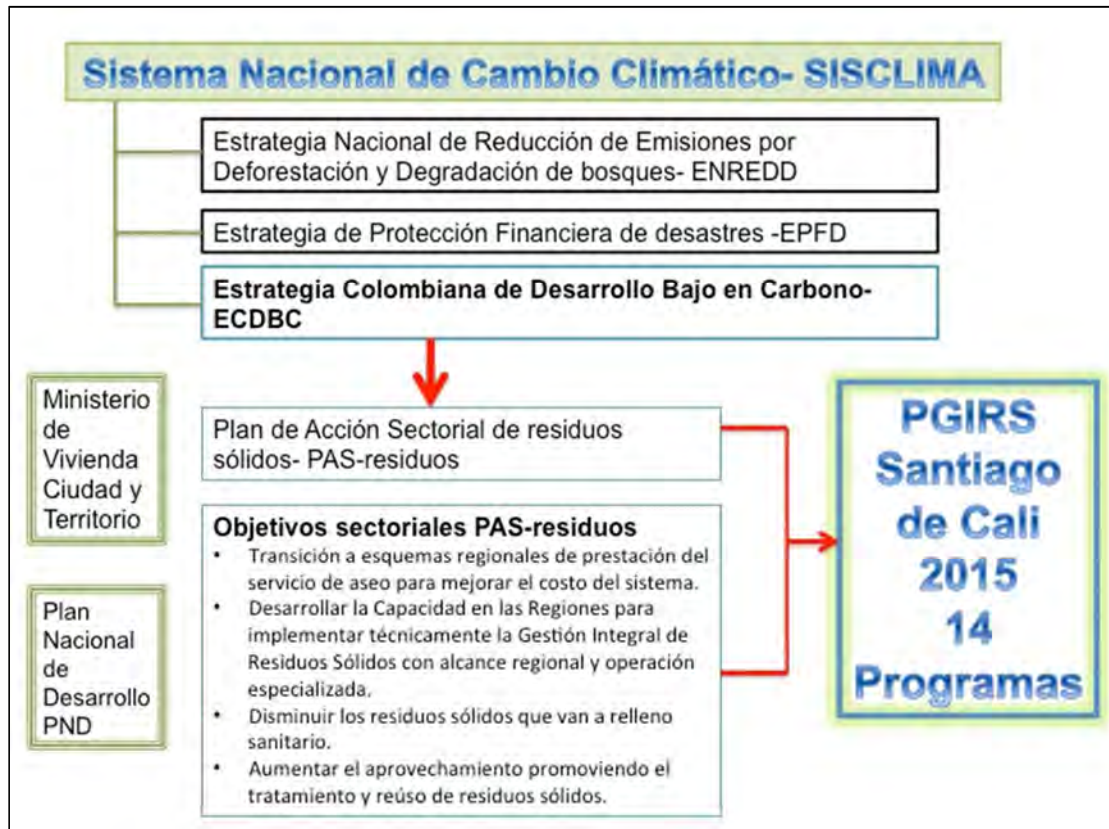 Sistema Nacional de Cambio Climático- SISCLIMA
Estrategia Nacional de Reducción de Emisiones por
Deforestación y Degradación de bosques- ENREDD
Estrategia de Protección Financiera de desastres -EPFD
Estrategia Colombiana de Desarrollo Bajo en Carbono-
ECDBC
Ministerio
de
Vivienda
Ciudad y
Territorio
Plan de Acción Sectorial de residuos
sólidos- PAS-residuos
Plan
Nacional
de
Desarrollo
PND
Objetivos sectoriales PAS-residuos
• Transición a esquemas regionales de prestación del
servicio de aseo para mejorar el costo del sistema.
• Desarrollar la Capacidad en las Regiones para
implementar técnicamente la Gestión Integral de
Residuos Sólidos con alcance regional y operación
especializada.
• Disminuir los residuos sólidos que van a relleno
sanitario.
• Aumentar el aprovechamiento promoviendo el
tratamiento y reúso de residuos sólidos.
PGIRS
Santiago
de Cali
2015
14
Programas